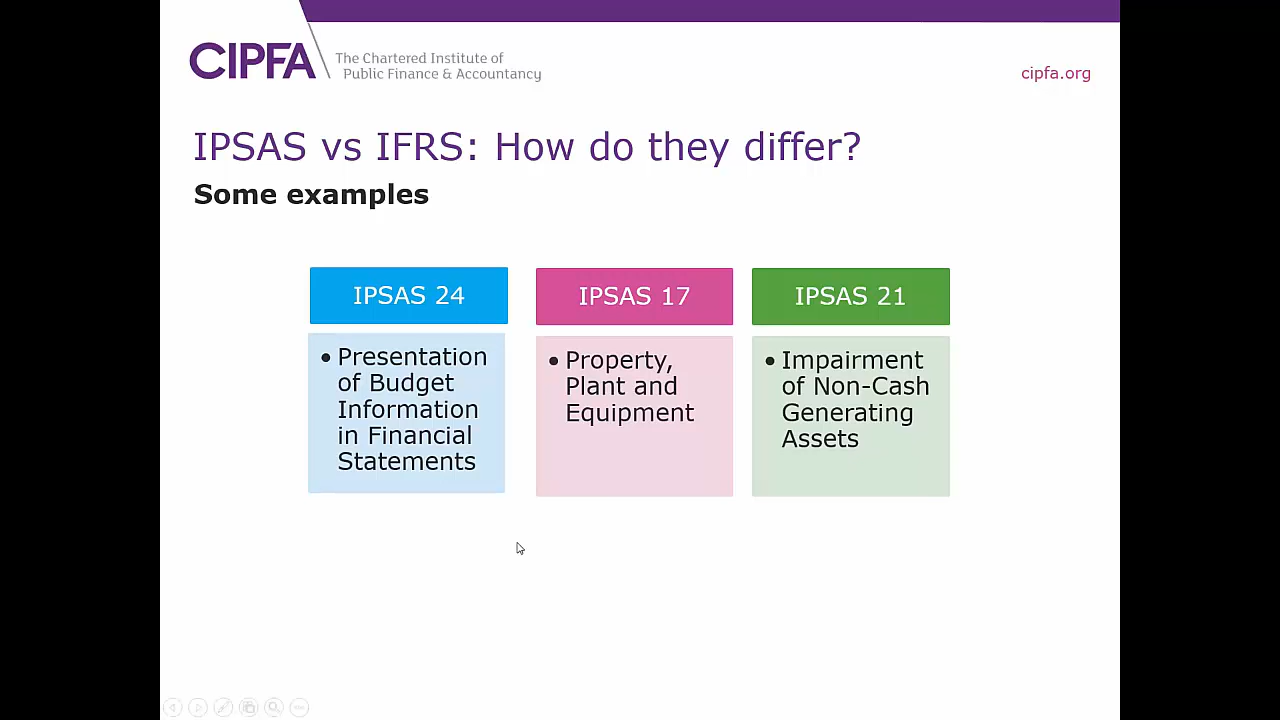 CIPFA
The Chartered Institute of
Public Finance & Accountancy
cipfa.org
IPSAS vs IFRS: How do they differ?
Some examples
IPSAS 24
• Presentation
of Budget
Information
in Financial
Statements
IPSAS 17
• Property,
Plant and
Equipment
IPSAS 21
• Impairment
of Non-Cash
Generating
Assets